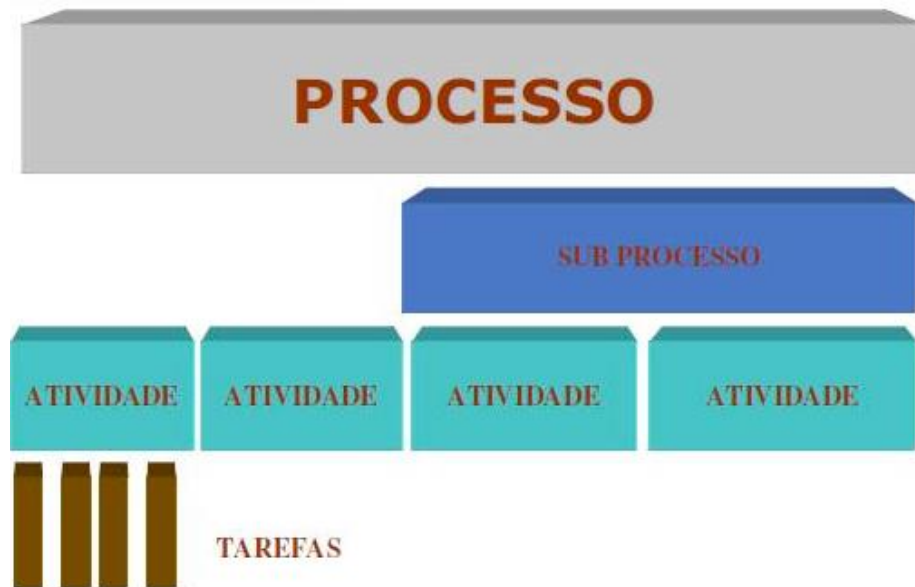 PROCESSO
SUB PROCESSO
ATIVIDADE ATIVIDADE ATIVIDADE ATIVIDADE
TAREFAS